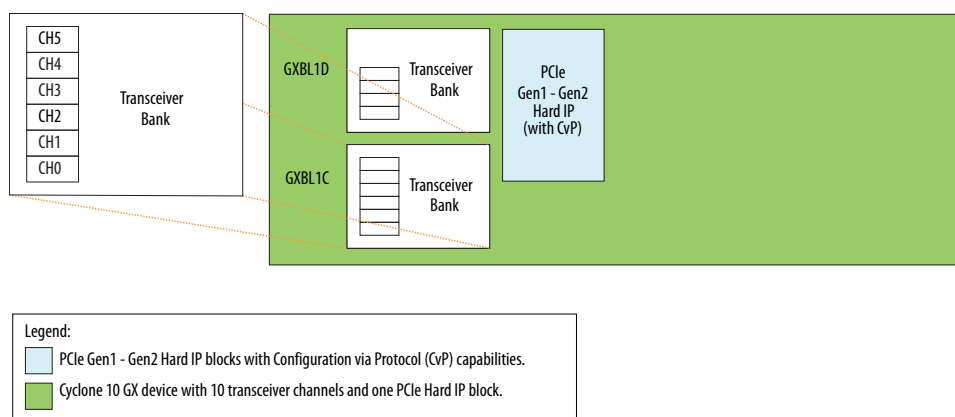 CH5
CH4
CH3
CH2
CH1
CH0
Transceiver
Bank
GXBL1D
Transceiver
Bank
PCIe
Gen1 - Gen2
Hard IP
(with CvP)
GXBL1C
Transceiver
Bank
Legend:
PCIe Gen1 - Gen2 Hard IP blocks with Configuration via Protocol (CvP) capabilities.
Cyclone 10 GX device with 10 transceiver channels and one PCIe Hard IP block.